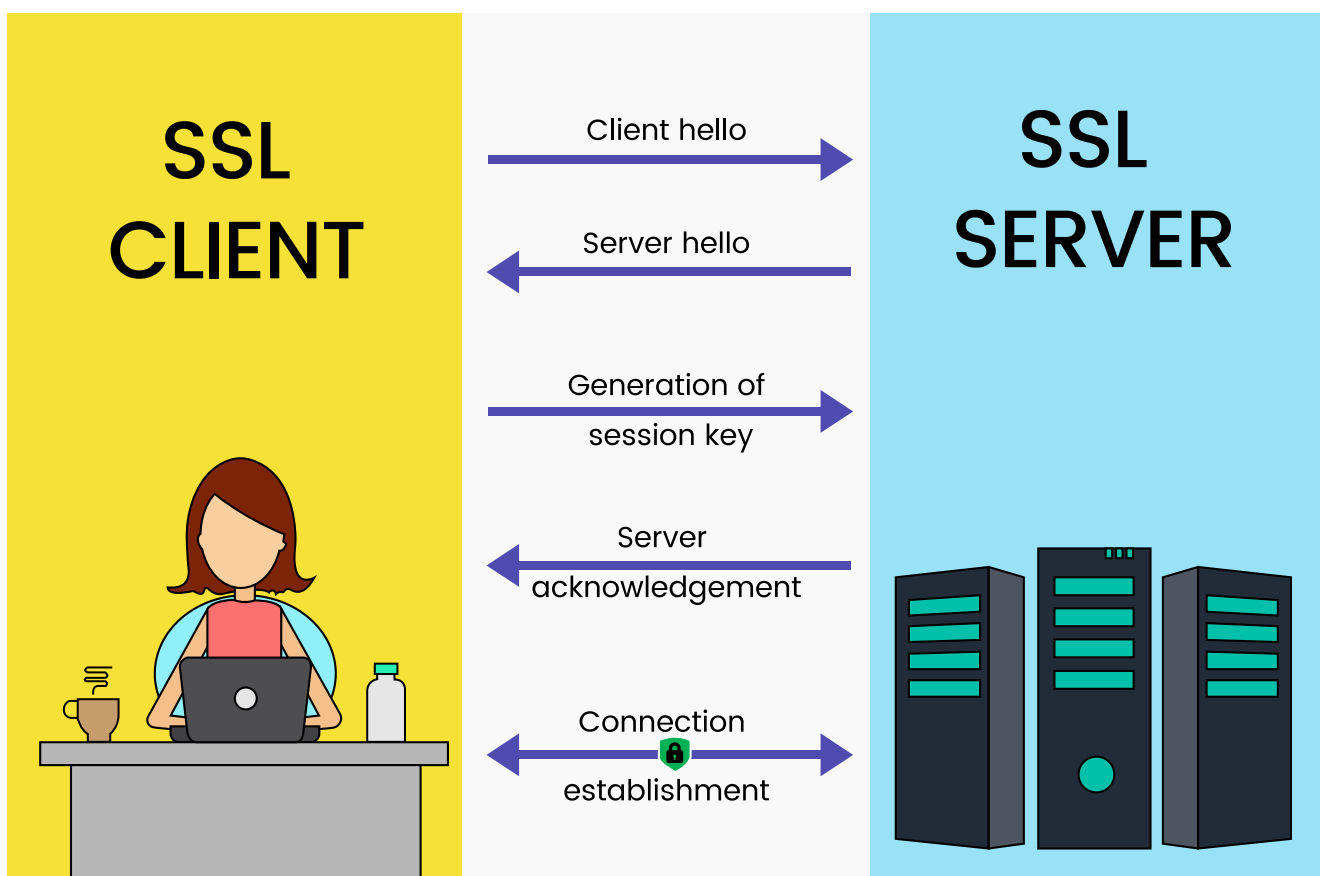 SSL
CLIENT
Client hello
Server hello
Generation of
session key
Server
acknowledgement
Connection
establishment
SSL
SERVER